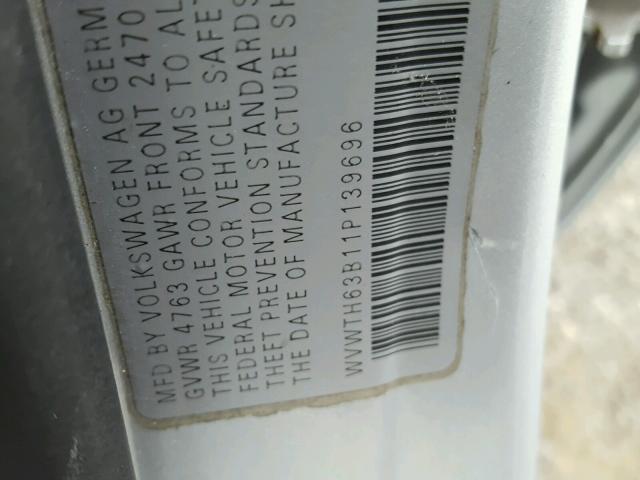 MFD BY VOLKSWAGEN AG GERM
GVWR 4763 GAWR FRONT 2470
THIS VEHICLE CONFORMS TO AL
FEDERAL MOTOR VEHICLE SAFE
THEFT PREVENTION STANDARDS
THE DATE OF MANUFACTURE SH
WVWTH63B11P139696